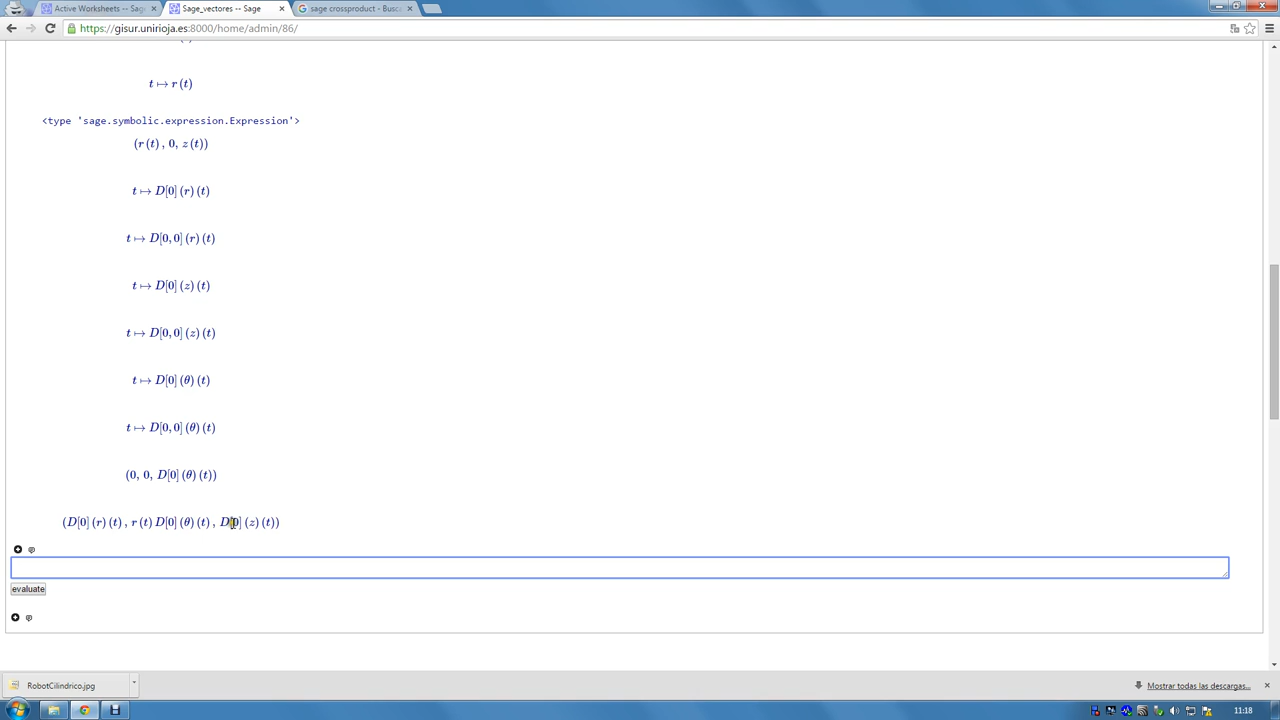 Active Worksheets -- Sag
Sage_vectores -- Sage
sage crossproduct - Busca
https://gisur.unirioja.es:8000/home/admin/86/
t ↦ r (t)
<type 'sage.symbolic.expression.Expression'>
(r (t) , 0, z (t))
t ↦ D[0] (r) (t)
t ↦ D[0, 0] (r) (t)
t ↦ D[0] (z) (t)
t ↦ D[0, 0] (z) (t)
t ↦ D[0] (θ) (t)
t ↦ D[0, 0] (θ) (t)
(0, 0, D[0] (θ) (t))
(D[0] (r) (t) , r (t) D[0] (θ) (t) , D[0] (z) (t))
evaluate
RobotCilindrico.jpg
Mostrar todas las descargas...
11:18